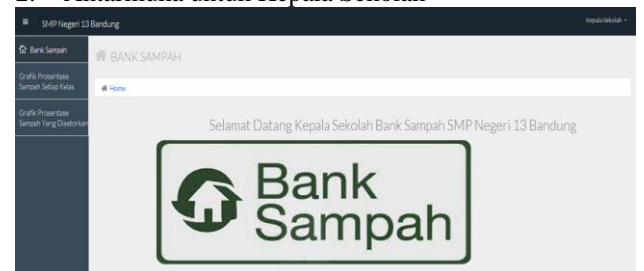 2. Antarmuka untuk Kepala Sekolah
SMP Negeri 13 Bandung
Kepala Sekolah
Bank Sampah
Grafik Prosentase
Sampah Setiap Kelas
Grafik Prosentase
Sampah Yang Disetorkan
BANK SAMPAH
Home
Selamat Datang Kepala Sekolah Bank Sampah SMP Negeri 13 Bandung
Bank
Sampah